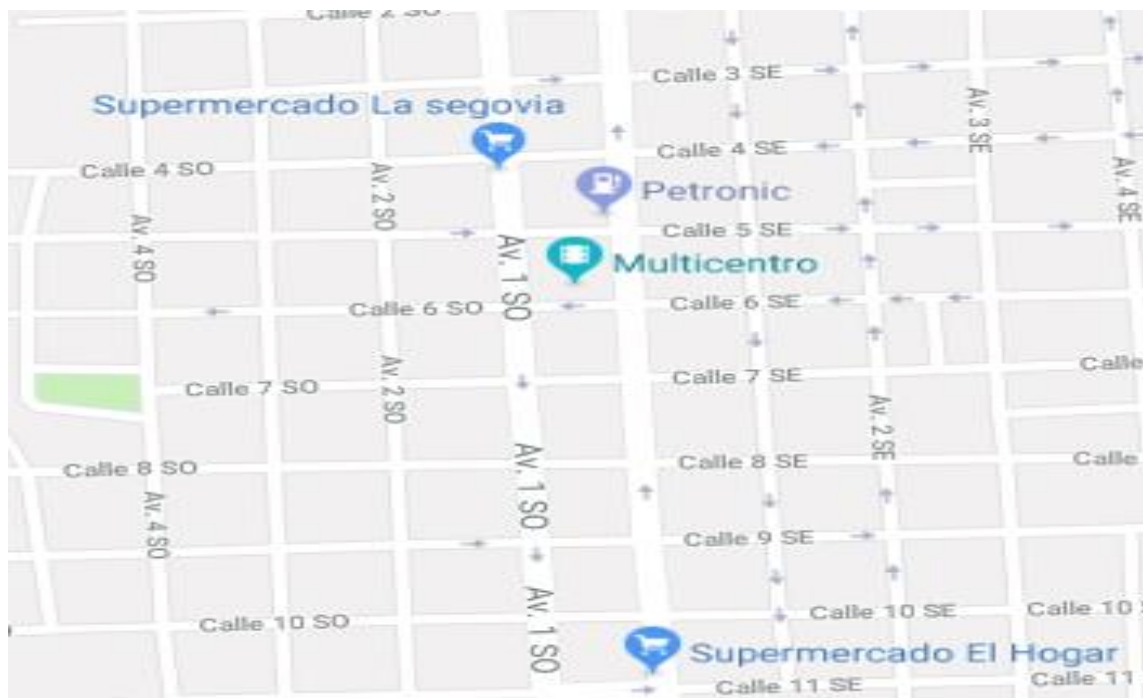 Calle 2 SO
Calle 3 SE
Supermercado La segovia
Av. 3 SE
Calle 4 SO
Calle 4 SE
Av. 2 SO
Petronic
Av. 4 SE
Av. 4 SO
Calle 5 SE
Av. 1 SO
Multicentro
Calle 6 SO
Calle 6 SE
Calle 7 SO
Av. 2 SO
Calle 7 SE
Calle
Av. 2 SE
Calle 8 SO
Av. 1 SO
Calle 8 SE
Calle
Av. 4 SO
Calle 9 SE
Calle 10 SO
Av. 1 SO
Calle 10 SE
Calle 10
Supermercado El Hogar
Calle 11 SE
Calle 11